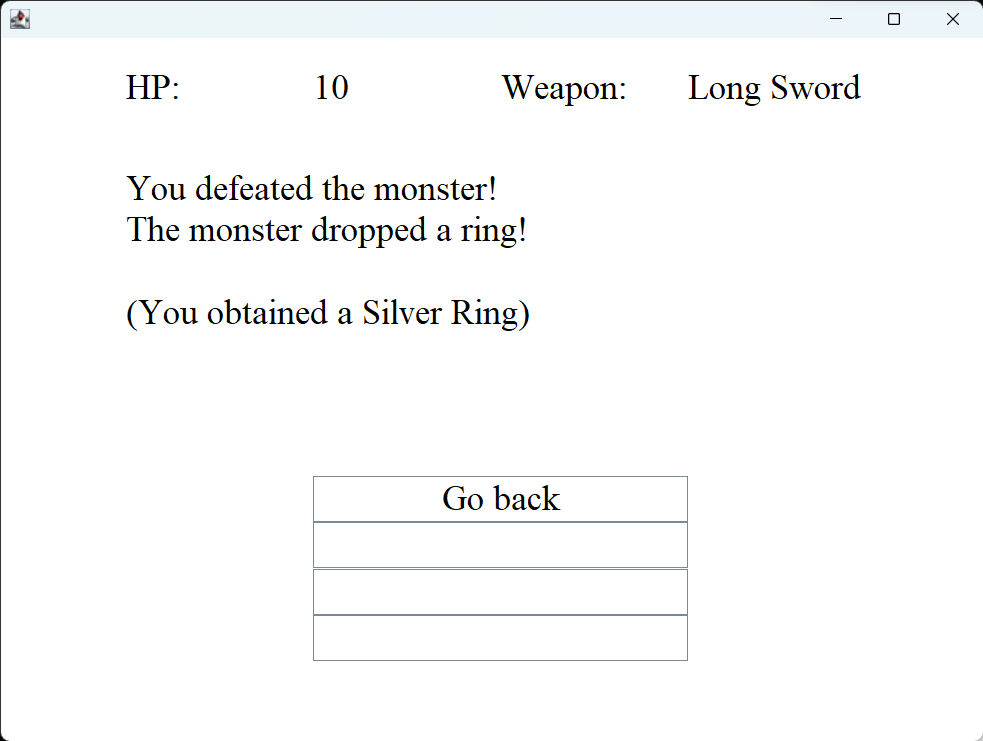 HP: 10 Weapon: Long Sword
You defeated the monster!
The monster dropped a ring!
(You obtained a Silver Ring)
Go back